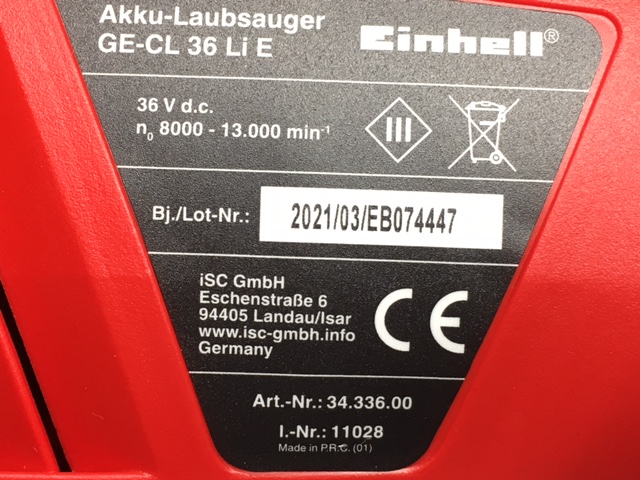 Akku-Laubsauger
GE-CL 36 Li E
Einhell®
36 V d.c.
n₀ 8000 - 13.000 min⁻¹
III
Bj./Lot-Nr.: 2021/03/EB074447
iSC GmbH
Eschenstraße 6
94405 Landau/Isar
www.isc-gmbh.info
Germany
CE
Art.-Nr.: 34.336.00
I.-Nr.: 11028
Made in P.R.C. (01)